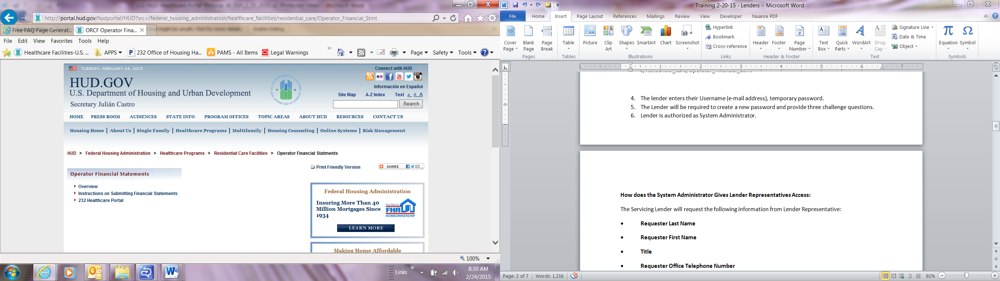 http://portal.hud.gov/hudportal/HUD?src=/federal_housing_administration/healthcare_facilities/residential_care/Operator_Financial_Stmt
Free FAQ Page Generat...
ORCF Operator Fina...
File Edit View Favorites Tools Help
Healthcare Facilities-U.S. ... APPS 232 Office of Housing Ha... PAMS - All Items Legal Warnings » Page Safety Tools
TUESDAY, FEBRUARY 24, 2015
Connect with HUD
HUD.GOV
U.S. Department of Housing and Urban Development
Secretary Julián Castro
Información en Español
Site Map A-Z Index Text A A A
Search
HOME PRESS ROOM AUDIENCES STATE INFO PROGRAM OFFICES TOPIC AREAS ABOUT HUD RESOURCES CONTACT US
Housing Home | About Us | Single Family | Healthcare Programs | Multifamily | Housing Counseling | Online Systems | Risk Management
HUD > Federal Housing Administration > Healthcare Programs > Residential Care Facilities > Operator Financial Statments
Print Friendly Version
SHARE
Operator Financial Statements
Overview
Instructions on Submitting Financial Statements
232 Healthcare Portal
Federal Housing Administration
Insuring More Than 40
Million Mortgages Since
1934
Your Door to
FHA
HOMEOWNERSHIP
LEARN MORE
Making Home Affordable
100%
Links »
8:30 AM
2/24/2015
Training 2-20-15 - Lenders - Microsoft Word
File Home Insert Page Layout References Mailings Review View Developer Nuance PDF
Cover Page
Blank Page
Page Break
Pages
Table
Tables
Picture
Clip Art
Shapes
SmartArt
Chart
Screenshot
Illustrations
Hyperlink
Bookmark
Cross-reference
Links
Header
Footer
Page Number
Header & Footer
Text Box
Quick Parts
WordArt
Drop Cap
Signature Line
Date & Time
Object
Text
Equation
Symbol
Symbols
1 1 2 3 4 5 6 7
4. The lender enters their Username (e-mail address), temporary password.
5. The Lender will be required to create a new password and provide three challenge questions.
6. Lender is authorized as System Administrator.
How does the System Administrator Gives Lender Representatives Access:
The Servicing Lender will request the following information from Lender Representative:
• Requester Last Name
• Requester First Name
• Title
• Requester Office Telephone Number
Page: 2 of 7 Words: 1,216 92%